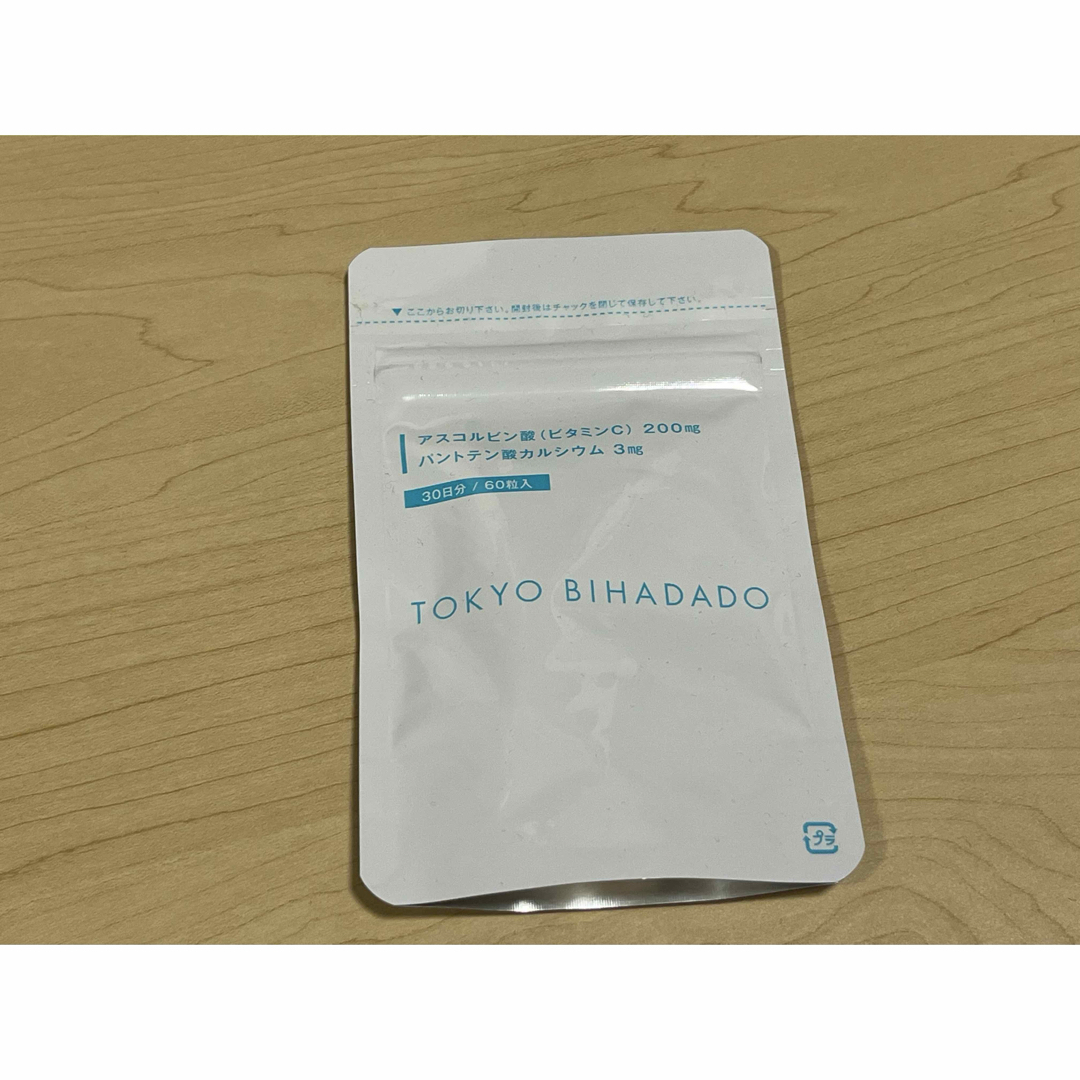 ▼ ここからお切り下さい。開封後はチャックを閉じて保存して下さい。
アスコルビン酸（ビタミンC） 200㎎
パントテン酸カルシウム 3㎎
30日分 / 60粒入
TOKYO BIHADADO
プラ